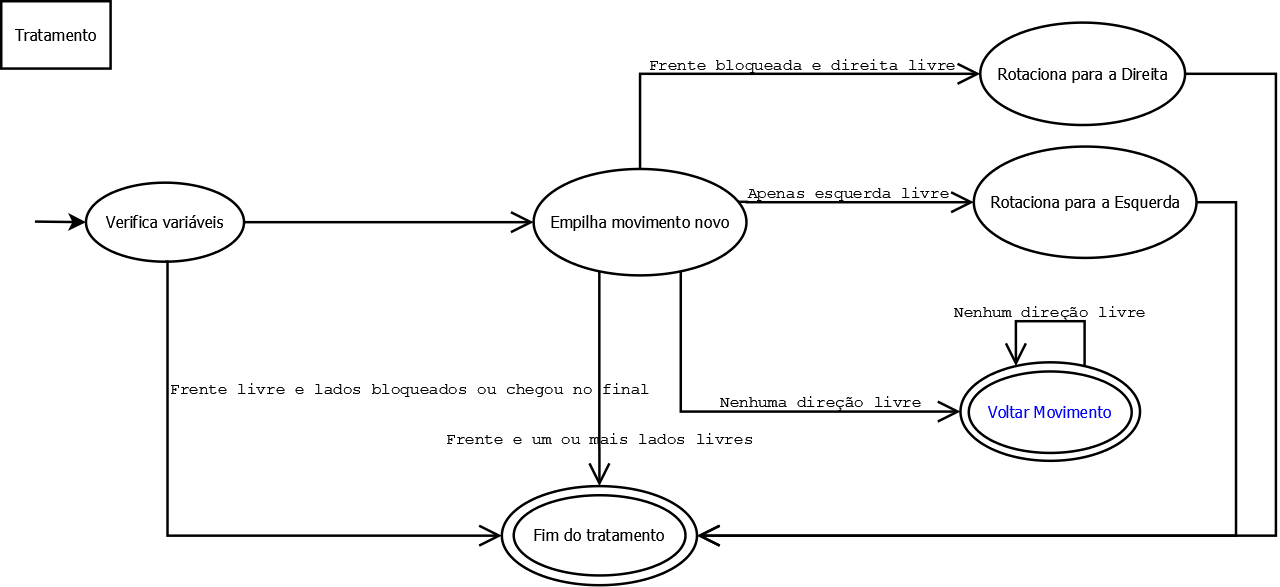 Tratamento
Frente bloqueada e direita livre
Rotaciona para a Direita
Apenas esquerda livre
Rotaciona para a Esquerda
Verifica variáveis
Empilha movimento novo
Nenhum direção livre
Frente livre e lados bloqueados ou chegou no final
Nenhuma direção livre
Voltar Movimento
Frente e um ou mais lados livres
Fim do tratamento